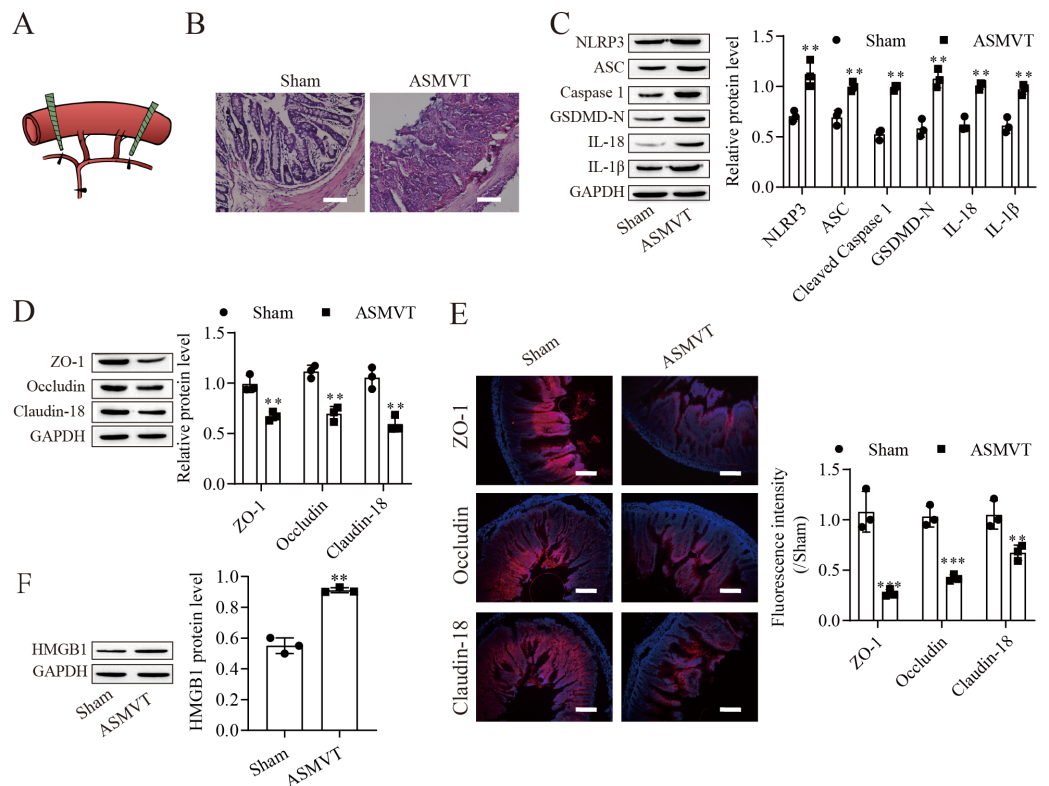 A
B
Sham
ASMVT
C
NLRP3
ASC
Caspase 1
GSDMD-N
IL-18
IL-1β
GAPDH
Sham
ASMVT
Relative protein level
1.5
1.0
0.5
0.0
Sham
ASMVT
**
**
**
**
**
**
NLRP3
ASC
Cleaved Caspase 1
GSDMD-N
IL-18
IL-1β
D
ZO-1
Occludin
Claudin-18
GAPDH
Relative protein level
1.5
1.0
0.5
0.0
Sham
ASMVT
**
**
**
ZO-1
Occludin
Claudin-18
E
Sham
ASMVT
ZO-1
Occludin
Claudin-18
Fluorescence intensity
(/Sham)
1.5
1.0
0.5
0.0
Sham
ASMVT
***
***
**
ZO-1
Occludin
Claudin-18
F
HMGB1
GAPDH
Sham
ASMVT
HMGB1 protein level
1.0
0.8
0.6
0.4
0.2
0.0
**
Sham
ASMVT